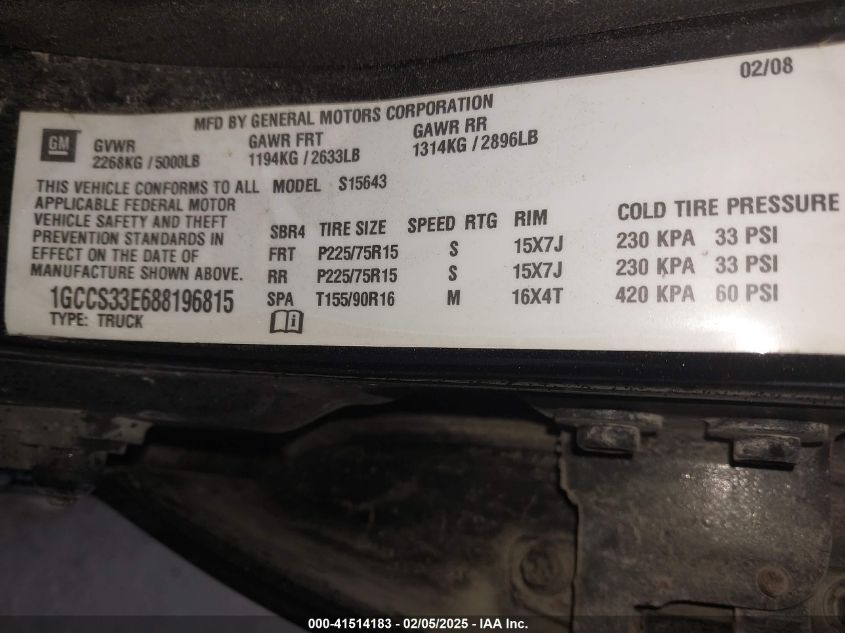 02/08
MFD BY GENERAL MOTORS CORPORATION
GM
GVWR GAWR FRT GAWR RR
2268KG / 5000LB 1194KG / 2633LB 1314KG / 2896LB
THIS VEHICLE CONFORMS TO ALL
APPLICABLE FEDERAL MOTOR
VEHICLE SAFETY AND THEFT
PREVENTION STANDARDS IN
EFFECT ON THE DATE OF
MANUFACTURE SHOWN ABOVE.
1GCCS33E688196815
TYPE: TRUCK
MODEL S15643
SBR4 TIRE SIZE SPEED RTG RIM COLD TIRE PRESSURE
FRT P225/75R15 S 15X7J 230 KPA 33 PSI
RR P225/75R15 S 15X7J 230 KPA 33 PSI
SPA T155/90R16 M 16X4T 420 KPA 60 PSI
000-41514183 - 02/05/2025 - IAA Inc.